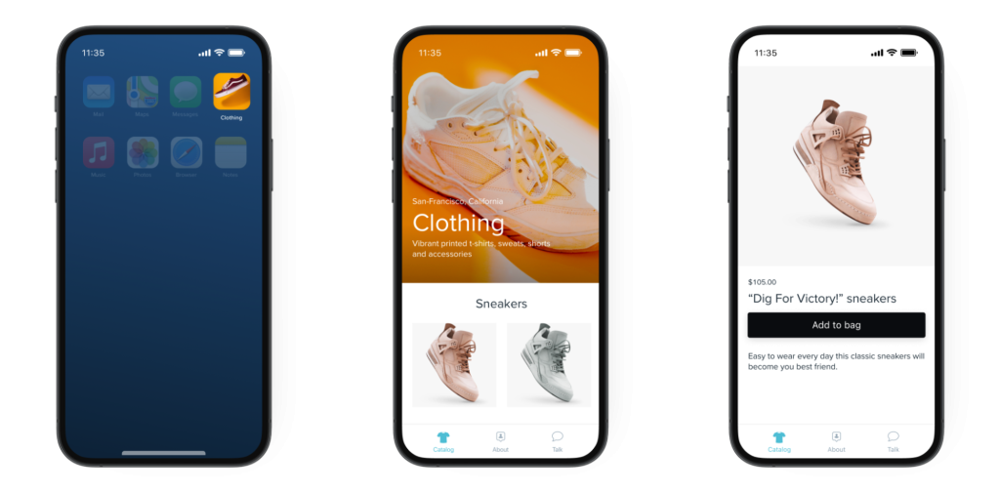 11:35
Mail
Maps
Messages
Clothing
Music
Photos
Browser
Notes
11:35
San-Francisco, California
Clothing
Vibrant printed t-shirts, sweats, shorts
and accessories
Sneakers
Catalog
About
Talk
11:35
$105.00
“Dig For Victory!” sneakers
Add to bag
Easy to wear every day this classic sneakers will
become you best friend.
Catalog
About
Talk